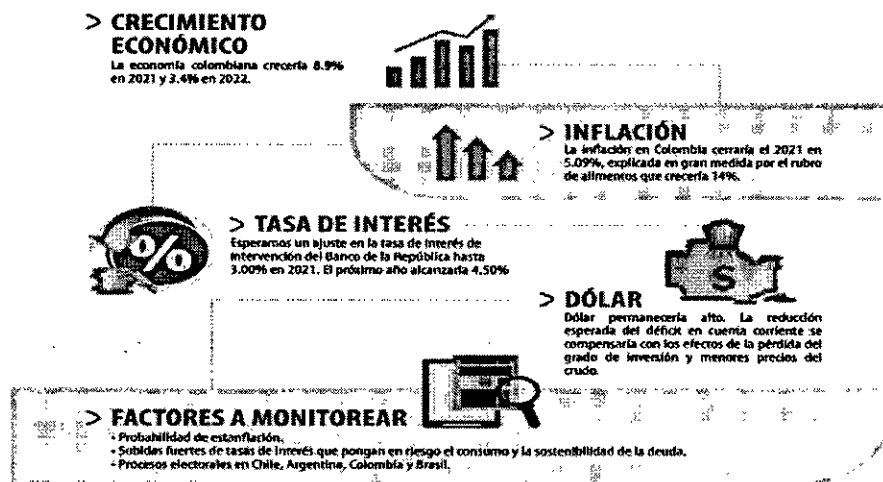 > CRECIMIENTO
ECONÓMICO
La economía colombiana crecería 8.9%
en 2021 y 3.4% en 2022.
> INFLACIÓN
La inflación en Colombia cerraría el 2021 en
5.09%, explicada en gran medida por el rubro
de alimentos que crecería 14%.
%
> TASA DE INTERÉS
Esperamos un ajuste en la tasa de interés de
intervención del Banco de la República hasta
3.00% en 2021. El próximo año alcanzaría 4.50%
$
> DÓLAR
Dólar permanecería alto. La reducción
esperada del déficit en cuenta corriente se
compensaría con los efectos de la pérdida del
grado de inversión y menores precios del
crudo.
> FACTORES A MONITOREAR
- Probabilidad de estanflación.
- Subidas fuertes de tasas de interés que pongan en riesgo el consumo y la sostenibilidad de la deuda.
- Procesos electorales en Chile, Argentina, Colombia y Brasil.